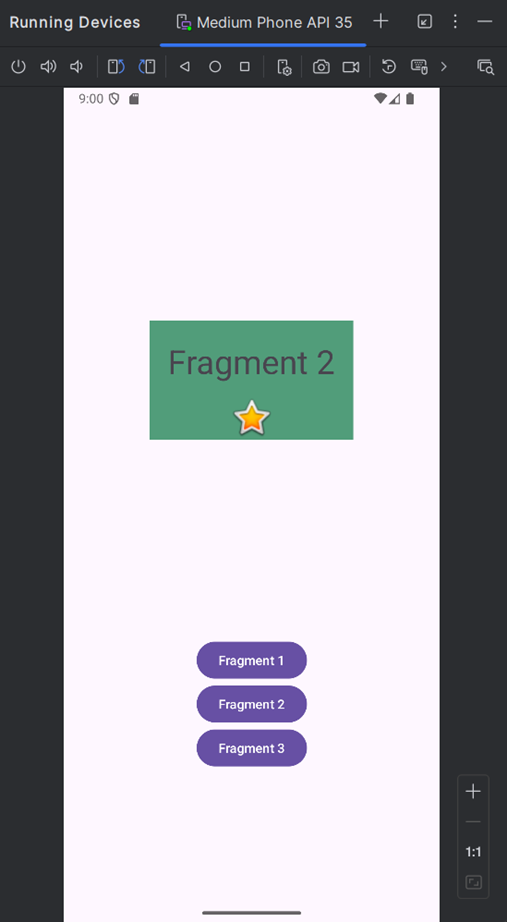 Running Devices
Medium Phone API 35
9:00
Fragment 2
Fragment 1
Fragment 2
Fragment 3
1:1